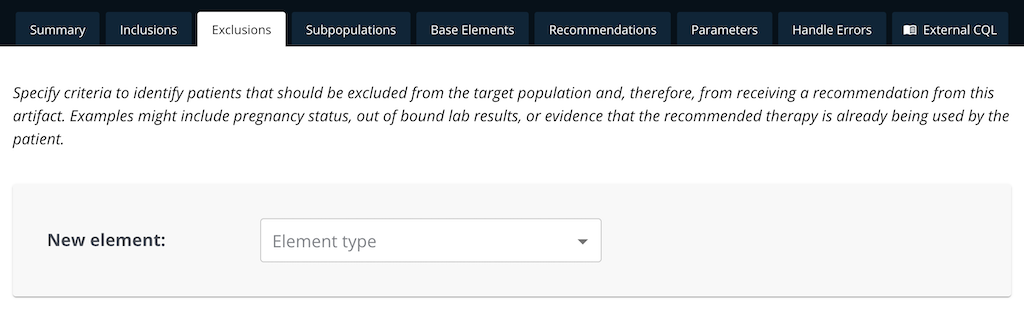 Summary Inclusions Exclusions Subpopulations Base Elements Recommendations Parameters Handle Errors External CQL
Specify criteria to identify patients that should be excluded from the target population and, therefore, from receiving a recommendation from this
artifact. Examples might include pregnancy status, out of bound lab results, or evidence that the recommended therapy is already being used by the
patient.
New element: Element type